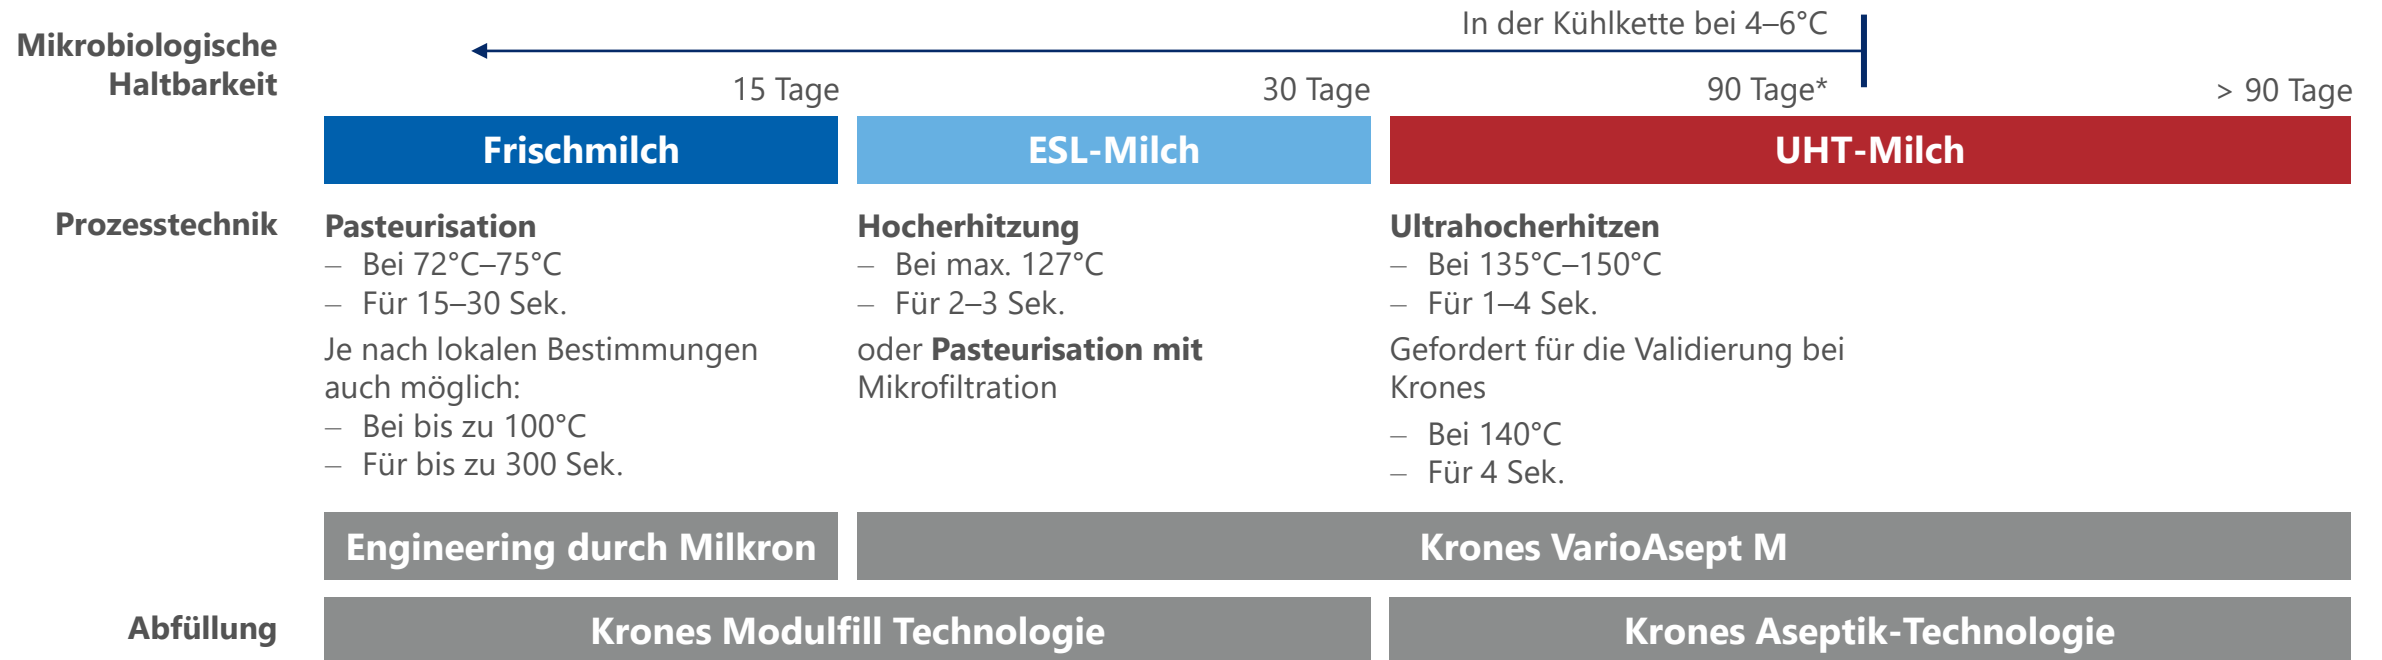 In der Kühlkette bei 4–6°C
Mikrobiologische
Haltbarkeit
15 Tage
30 Tage
90 Tage*
> 90 Tage
Frischmilch
ESL-Milch
UHT-Milch
Prozesstechnik
Pasteurisation
– Bei 72°C–75°C
– Für 15–30 Sek.
Je nach lokalen Bestimmungen
auch möglich:
– Bei bis zu 100°C
– Für bis zu 300 Sek.
Hocherhitzung
– Bei max. 127°C
– Für 2–3 Sek.
oder Pasteurisation mit
Mikrofiltration
Ultrahocherhitzen
– Bei 135°C–150°C
– Für 1–4 Sek.
Gefordert für die Validierung bei
Krones
– Bei 140°C
– Für 4 Sek.
Engineering durch Milkron
Krones VarioAsept M
Abfüllung
Krones Modulfill Technologie
Krones Aseptik-Technologie